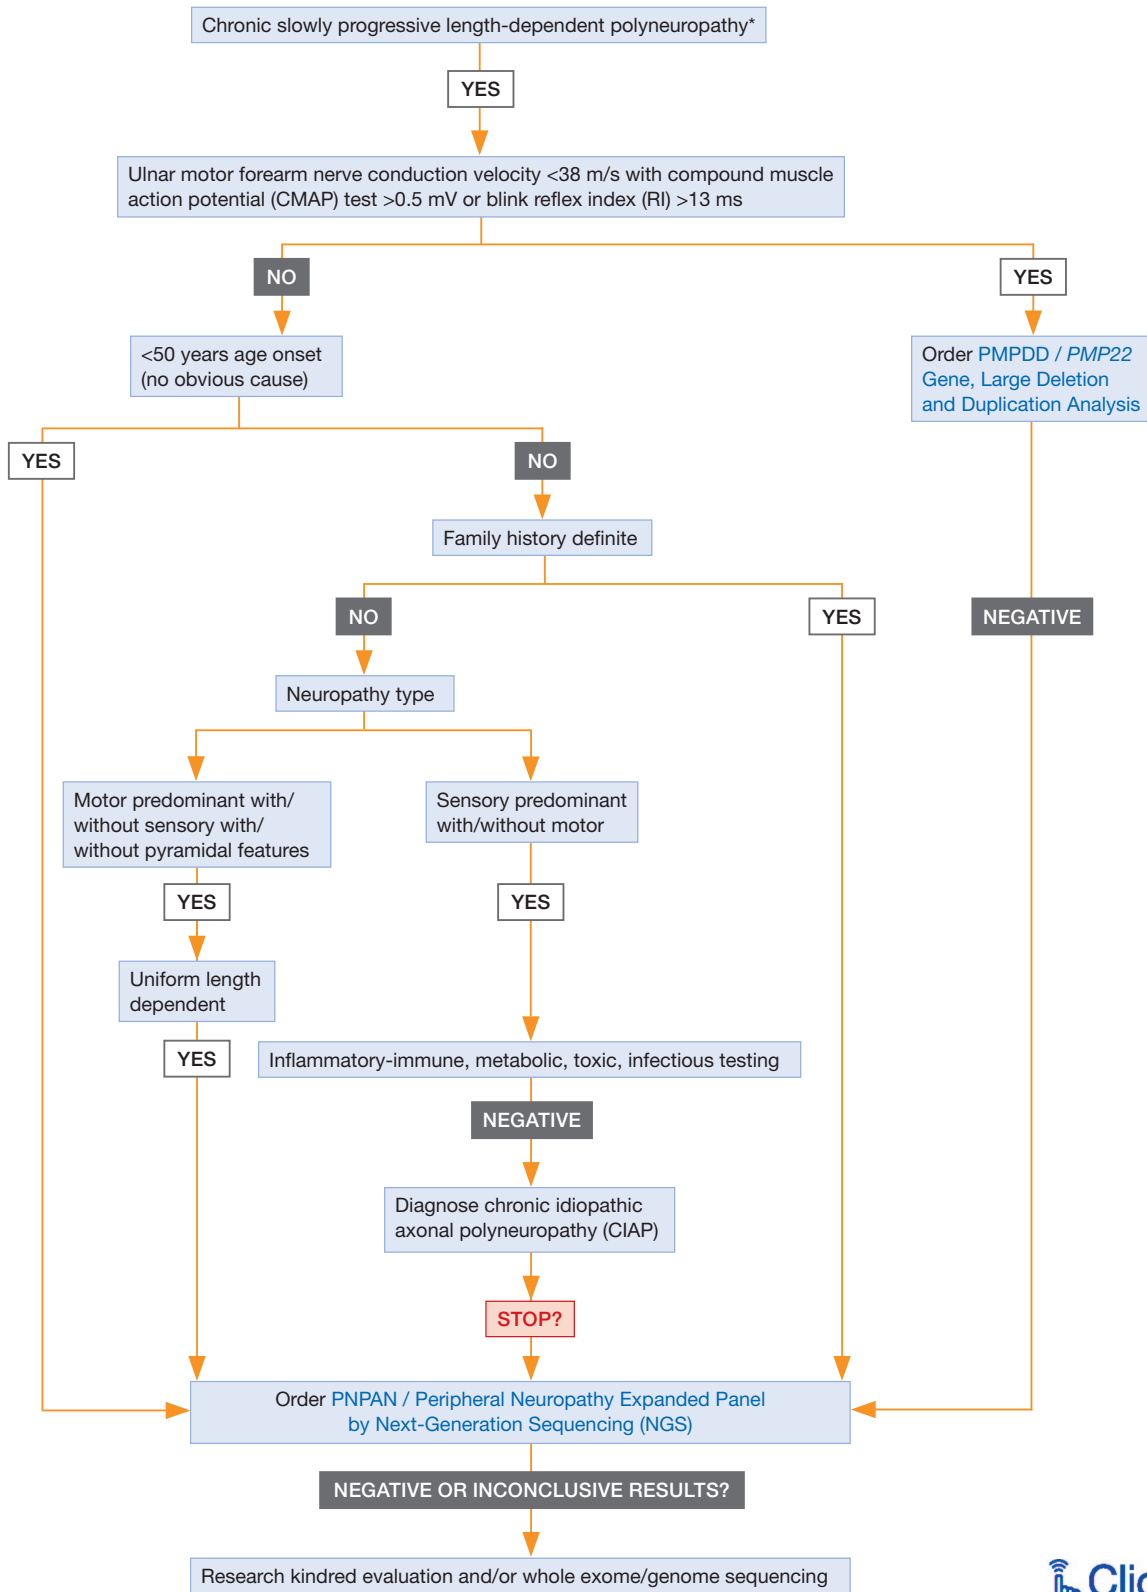 Chronic slowly progressive length-dependent polyneuropathy*
YES
Ulnar motor forearm nerve conduction velocity <38 m/s with compound muscle
action potential (CMAP) test >0.5 mV or blink reflex index (RI) >13 ms
NO
YES
<50 years age onset
(no obvious cause)
Order PMPDD / PMP22
Gene, Large Deletion
and Duplication Analysis
YES
NO
Family history definite
NO
YES
NEGATIVE
Neuropathy type
Motor predominant with/
without sensory with/
without pyramidal features
Sensory predominant
with/without motor
YES
YES
Uniform length
dependent
YES
Inflammatory-immune, metabolic, toxic, infectious testing
NEGATIVE
Diagnose chronic idiopathic
axonal polyneuropathy (CIAP)
STOP?
Order PNPAN / Peripheral Neuropathy Expanded Panel
by Next-Generation Sequencing (NGS)
NEGATIVE OR INCONCLUSIVE RESULTS?
Research kindred evaluation and/or whole exome/genome sequencing